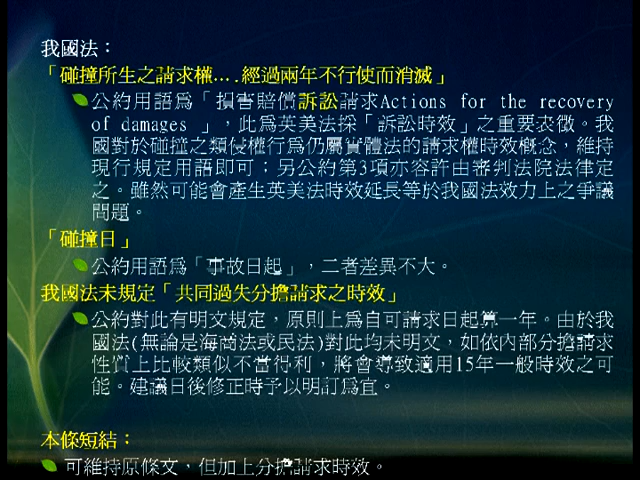 我國法：
「碰撞所生之請求權….經過兩年不行使而消滅」
公約用語為「損害賠償訴訟請求Actions for the recovery
of damages 」，此為英美法採「訴訟時效」之重要表徵。我
國對於碰撞之類侵權行為仍屬實體法的請求權時效概念，維持
現行規定用語即可；另公約第3項亦容許由審判法院法律定
之。雖然可能會產生英美法時效延長等於我國法效力上之爭議
問題。
「碰撞日」
公約用語為「事故日起」，二者差異不大。
我國法未規定「共同過失分擔請求之時效」
公約對此有明文規定，原則上為自可請求日起算一年。由於我
國法(無論是海商法或民法)對此均未明文，如依內部分擔請求
性質上比較類似不當得利，將會導致適用15年一般時效之可
能。建議日後修正時予以明訂為宜。
本條短結：
可維持原條文，但加上分擔請求時效。